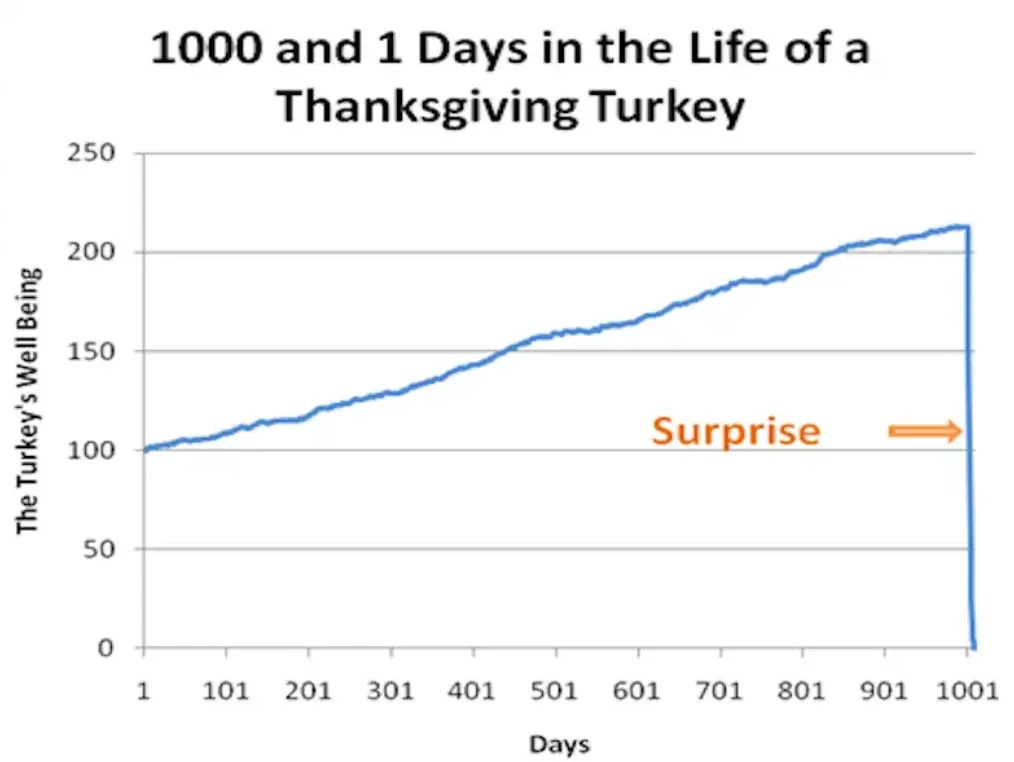 1000 and 1 Days in the Life of a
Thanksgiving Turkey
250
200
150
100
50
0
The Turkey's Well Being
Surprise
1 101 201 301 401 501 601 701 801 901 1001
Days